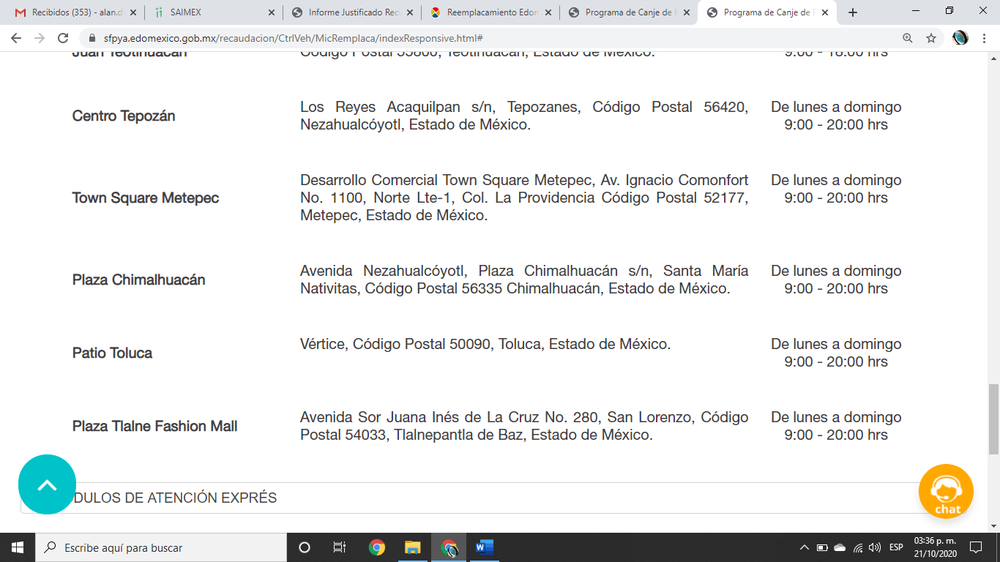 Recibidos (353) - alan.d
SAIMEX
Informe Justificado Rec
Reemplacamiento Edom
Programa de Canje de P
Programa de Canje de P
sfpya.edomexico.gob.mx/recaudacion/CtrlVeh/MicRemplaca/indexResponsive.html#
Juan Teotihuacán
Código Postal 55800, Teotihuacán, Estado de México.
9:00 - 18:00 hrs
Centro Tepozán
Los Reyes Acaquilpan s/n, Tepozanes, Código Postal 56420,
Nezahualcóyotl, Estado de México.
De lunes a domingo
9:00 - 20:00 hrs
Town Square Metepec
Desarrollo Comercial Town Square Metepec, Av. Ignacio Comonfort
No. 1100, Norte Lte-1, Col. La Providencia Código Postal 52177,
Metepec, Estado de México.
De lunes a domingo
9:00 - 20:00 hrs
Plaza Chimalhuacán
Avenida Nezahualcóyotl, Plaza Chimalhuacán s/n, Santa María
Nativitas, Código Postal 56335 Chimalhuacán, Estado de México.
De lunes a domingo
9:00 - 20:00 hrs
Patio Toluca
Vértice, Código Postal 50090, Toluca, Estado de México.
De lunes a domingo
9:00 - 20:00 hrs
Plaza Tlalne Fashion Mall
Avenida Sor Juana Inés de La Cruz No. 280, San Lorenzo, Código
Postal 54033, Tlalnepantla de Baz, Estado de México.
De lunes a domingo
9:00 - 20:00 hrs
DULOS DE ATENCIÓN EXPRÉS
chat
Escribe aquí para buscar
ESP
03:36 p. m.
21/10/2020